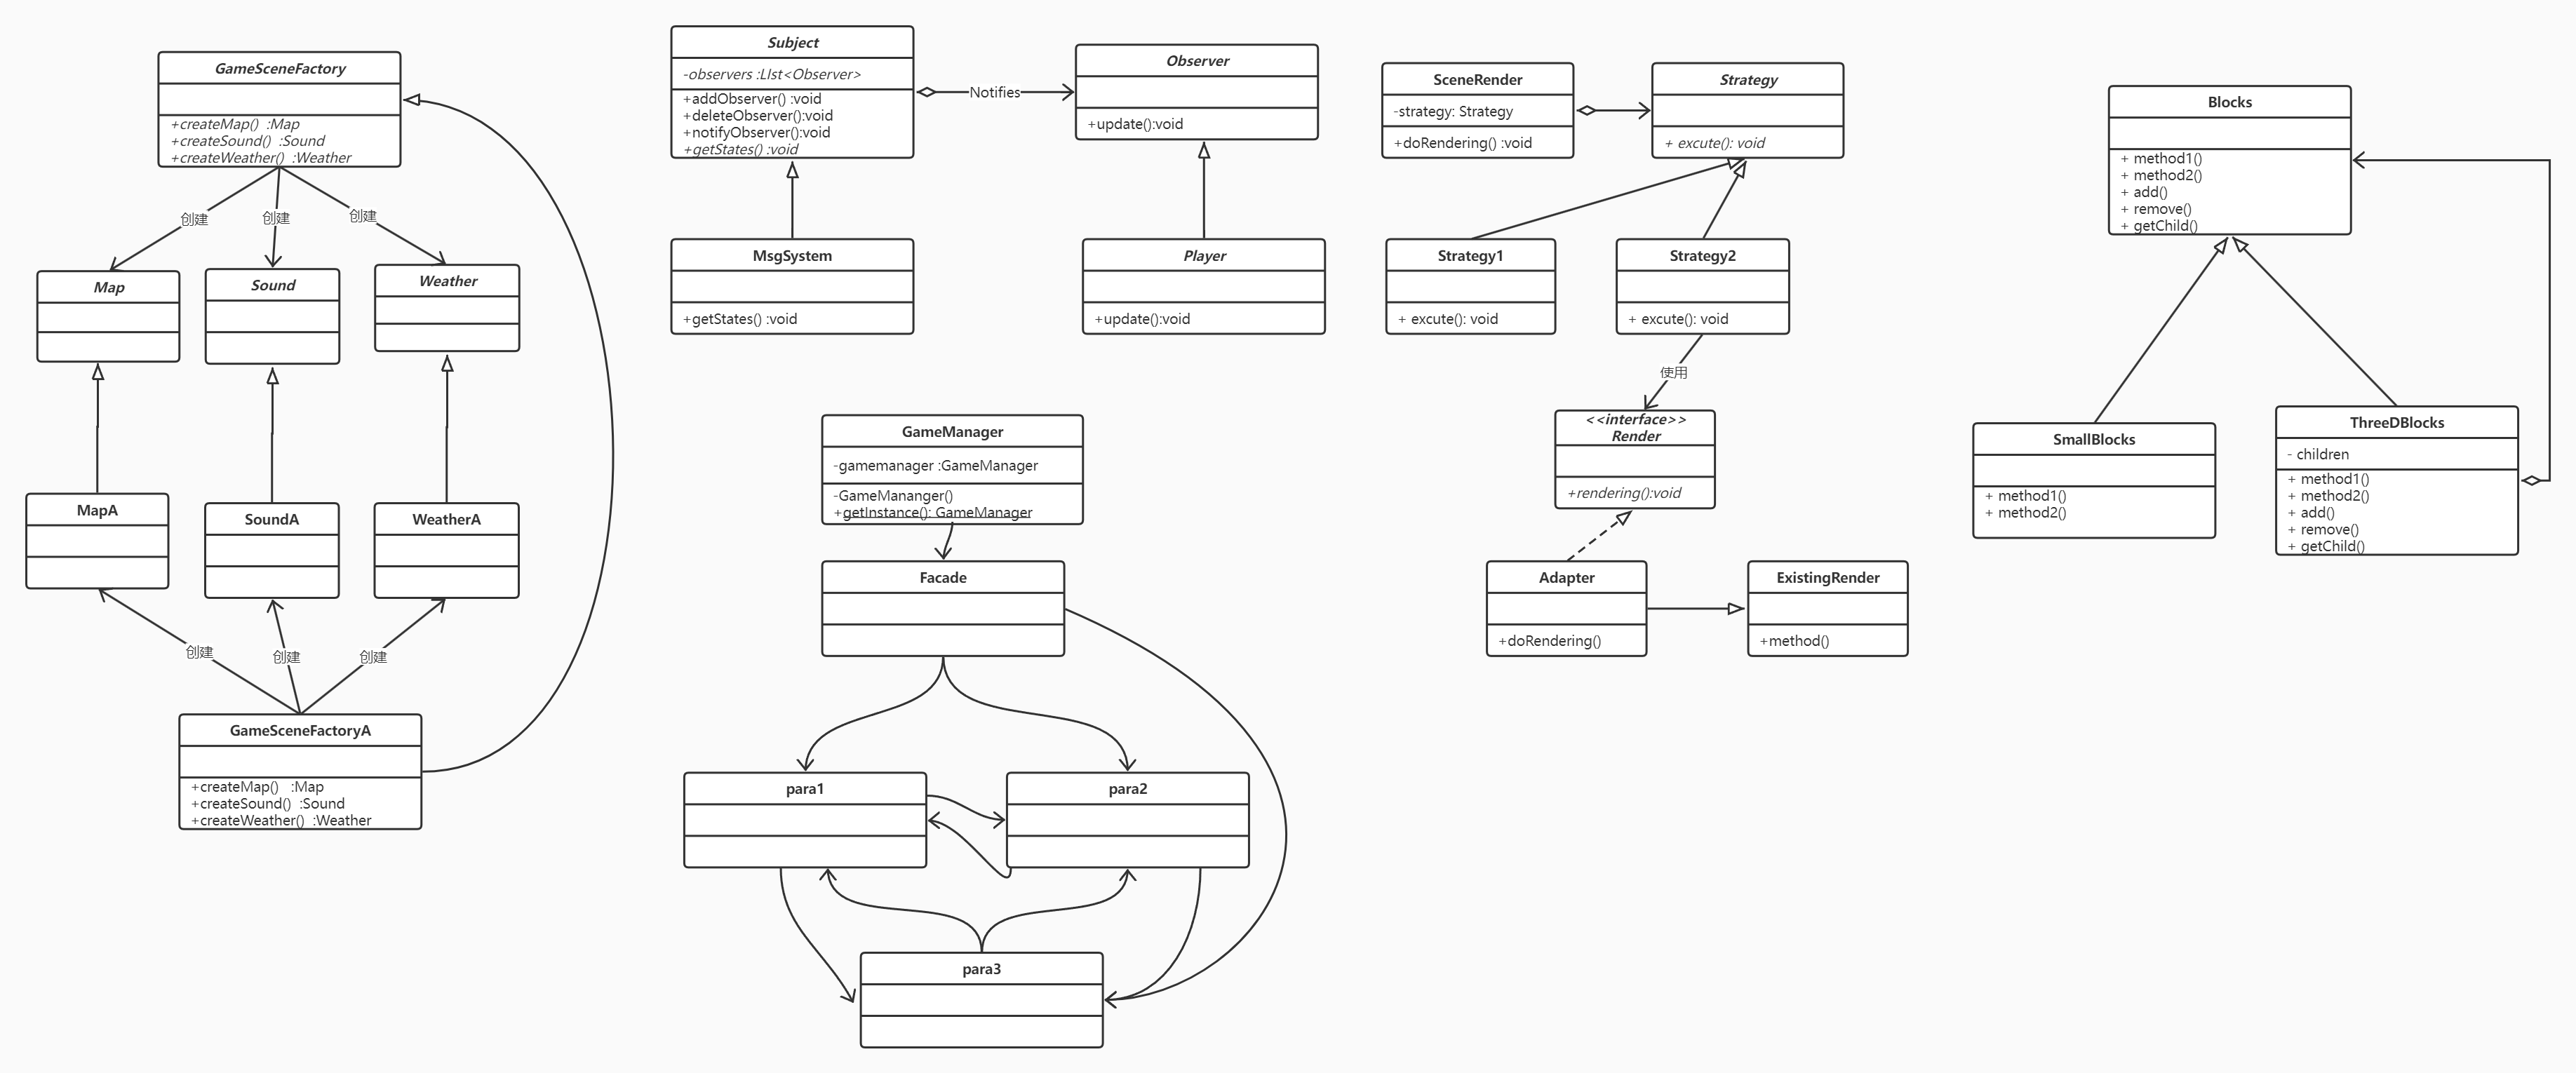 GameSceneFactory
+createMap()  :Map
+createSound()  :Sound
+createWeather()  :Weather
创建
创建
创建
Map
Sound
Weather
MapA
SoundA
WeatherA
创建
创建
创建
GameSceneFactoryA
+createMap()   :Map
+createSound()  :Sound
+createWeather()  :Weather
Subject
-observers :LIst<Observer>
+addObserver() :void
+deleteObserver():void
+notifyObserver():void
+getStates() :void
Notifies
Observer
+update():void
MsgSystem
+getStates() :void
Player
+update():void
GameManager
-gamemanager :GameManager
-GameMananger()
+getInstance(): GameManager
Facade
para1
para2
para3
SceneRender
-strategy: Strategy
+doRendering() :void
Strategy
+ excute(): void
Strategy1
+ excute(): void
Strategy2
+ excute(): void
使用
<<interface>>
Render
+rendering():void
Adapter
+doRendering()
ExistingRender
+method()
Blocks
+ method1()
+ method2()
+ add()
+ remove()
+ getChild()
SmallBlocks
+ method1()
+ method2()
ThreeDBlocks
- children
+ method1()
+ method2()
+ add()
+ remove()
+ getChild()